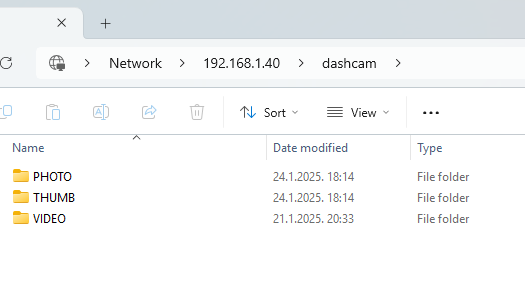 Network > 192.168.1.40 > dashcam >
Sort View ...
Name Date modified Type
PHOTO 24.1.2025. 18:14 File folder
THUMB 24.1.2025. 18:14 File folder
VIDEO 21.1.2025. 20:33 File folder